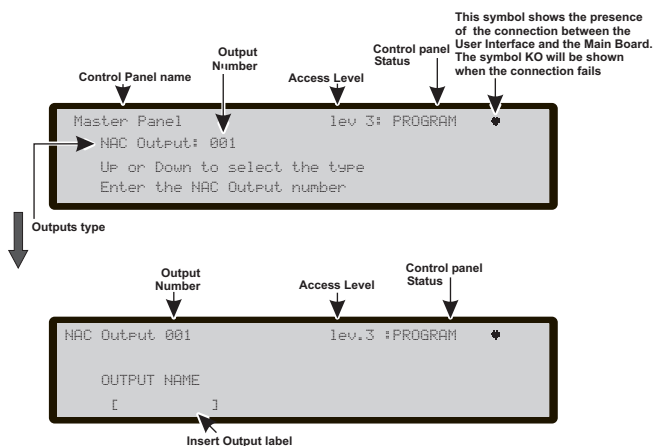 This symbol shows the presence
of the connection between the
User Interface and the Main Board.
The symbol KO will be shown
when the connection fails
Control panel
Status
Output
Number
Control Panel name
Access Level
Master Panel lev 3: PROGRAM
NAC Output: 001
Up or Down to select the type
Enter the NAC Output number
Outputs type
Output
Number
Access Level
Control panel
Status
NAC Output 001 lev.3 :PROGRAM
OUTPUT NAME
[ ]
Insert Output label